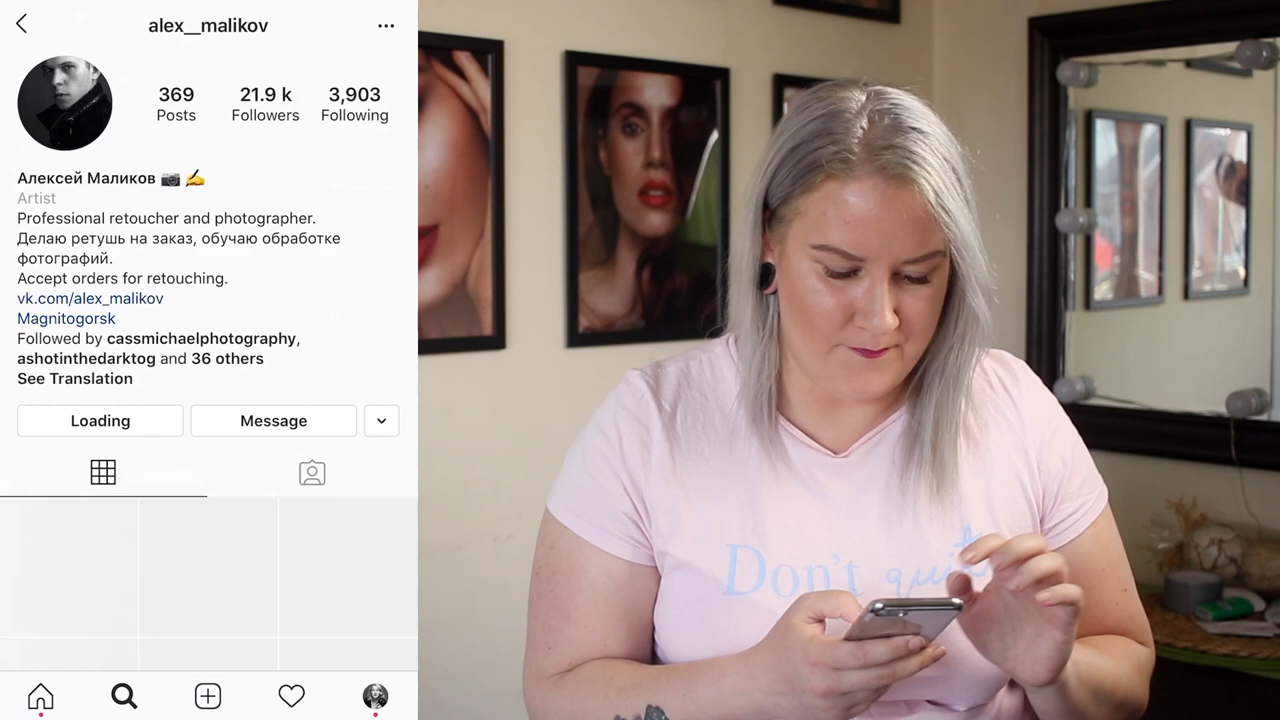 alex__malikov
369
Posts
21.9 k
Followers
3,903
Following
Алексей Маликов 📷 ✍️
Artist
Professional retoucher and photographer.
Делаю ретушь на заказ, обучаю обработке
фотографий.
Accept orders for retouching.
vk.com/alex_malikov
Magnitogorsk
Followed by cassmichaelphotography,
ashotinthedarktog and 36 others
See Translation
Loading
Message
Don't quit